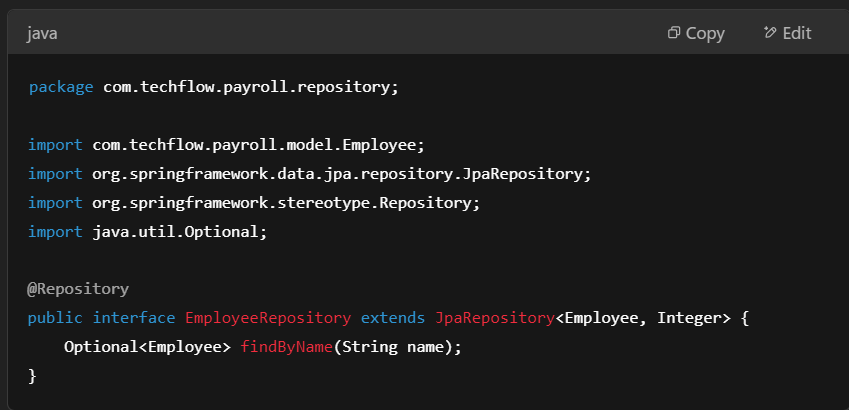 java
Copy
Edit
package com.techflow.payroll.repository;
import com.techflow.payroll.model.Employee;
import org.springframework.data.jpa.repository.JpaRepository;
import org.springframework.stereotype.Repository;
import java.util.Optional;
@Repository
public interface EmployeeRepository extends JpaRepository<Employee, Integer> {
    Optional<Employee> findByName(String name);
}